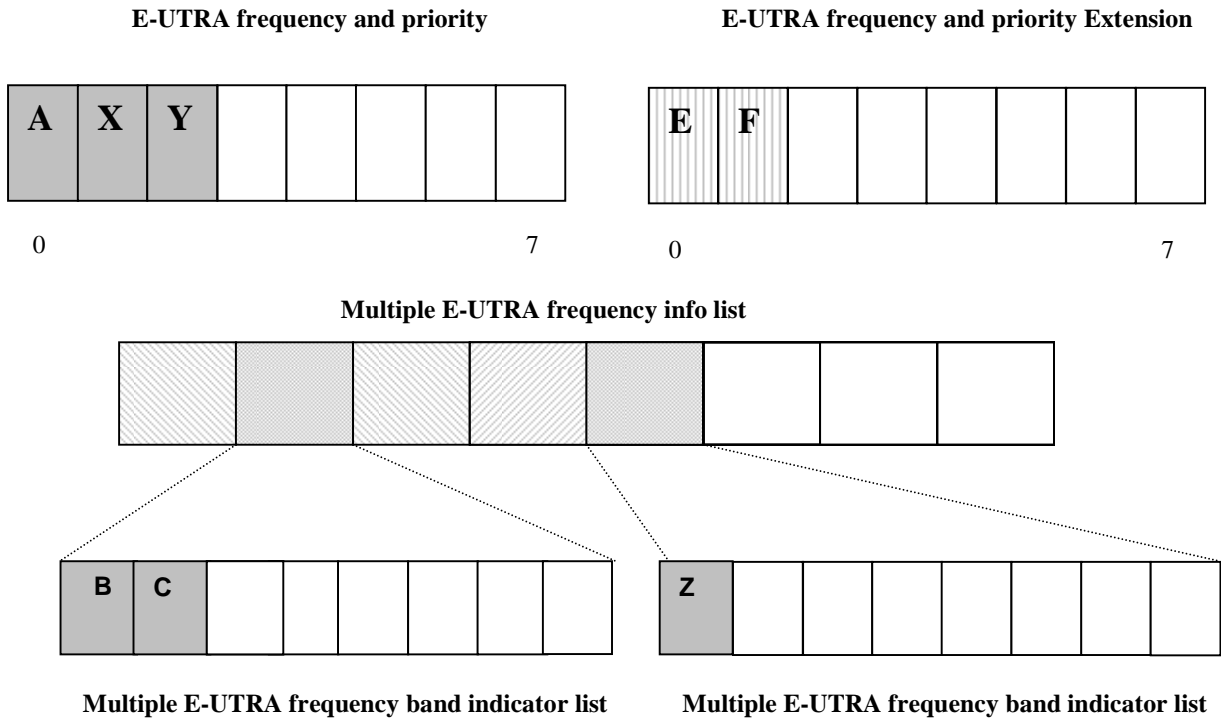 E-UTRA frequency and priority
E-UTRA frequency and priority Extension
A X Y
E F
0 7
0 7
Multiple E-UTRA frequency info list
B C
Z
Multiple E-UTRA frequency band indicator list
Multiple E-UTRA frequency band indicator list